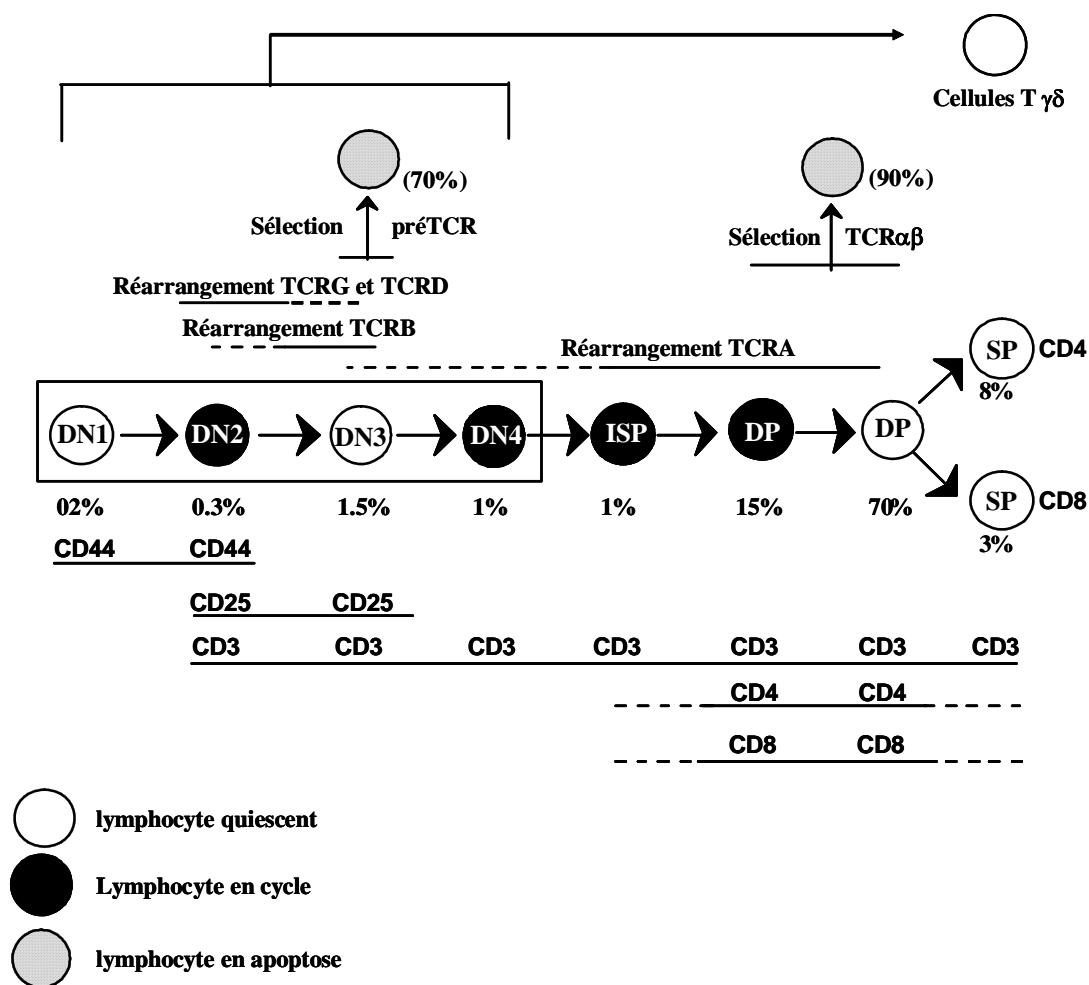 Cellules T γδ
(70%)
(90%)
Sélection préTCR
Sélection TCRαβ
Réarrangement TCRG et TCRD
Réarrangement TCRB
Réarrangement TCRA
SP CD4
8%
DN1 DN2 DN3 DN4 ISP DP DP
SP CD8
3%
02% 0.3% 1.5% 1% 1% 15% 70%
CD44 CD44
CD25 CD25
CD3 CD3 CD3 CD3 CD3 CD3 CD3
CD4 CD4
CD8 CD8
lymphocyte quiescent
Lymphocyte en cycle
lymphocyte en apoptose